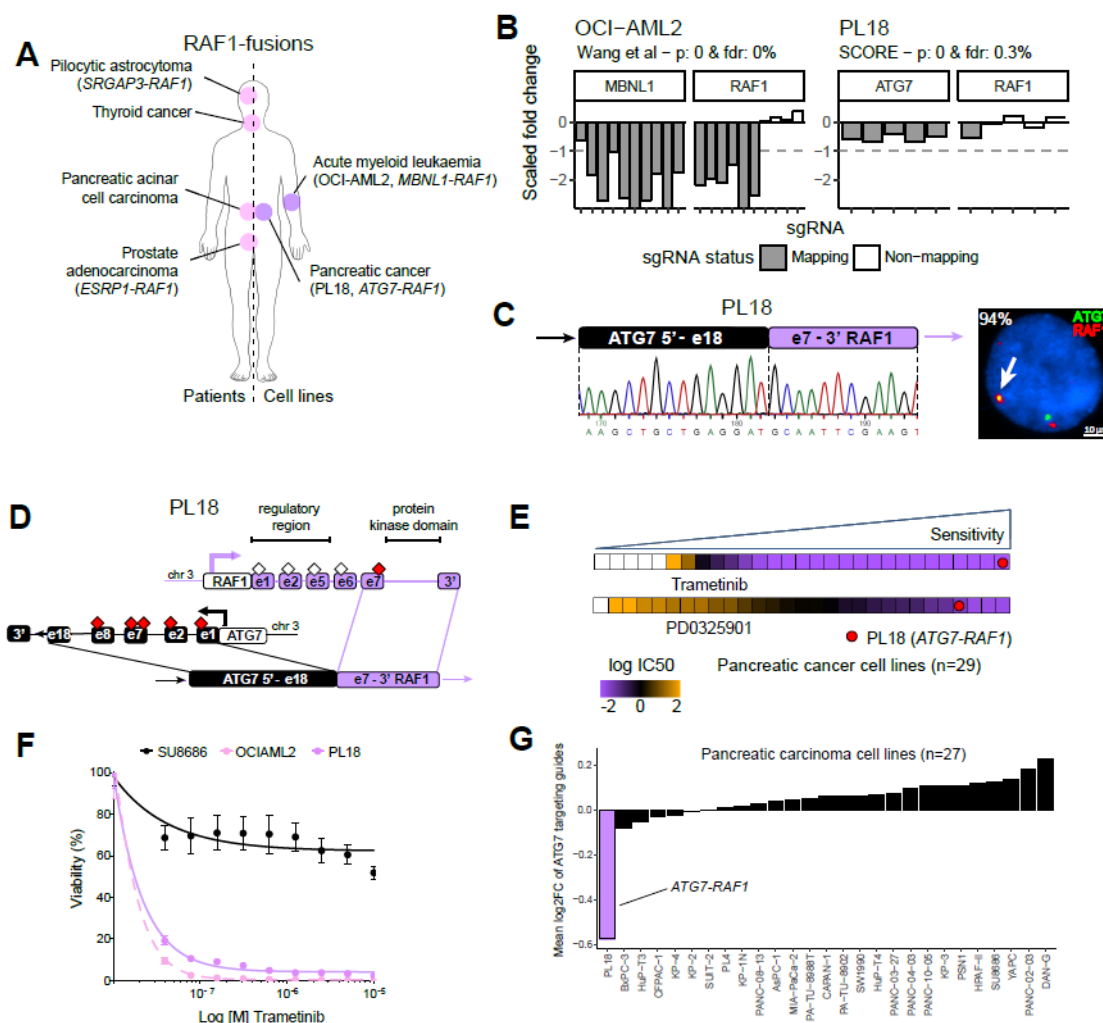 A
RAF1-fusions
Pilocytic astrocytoma
(SRGAP3-RAF1)
Thyroid cancer
Pancreatic acinar
cell carcinoma
Prostate
adenocarcinoma
(ESRP1-RAF1)
Acute myeloid leukaemia
(OCI-AML2, MBNL1-RAF1)
Pancreatic cancer
(PL18, ATG7-RAF1)
Patients
Cell lines
B
OCI−AML2
Wang et al − p: 0 & fdr: 0%
MBNL1
RAF1
PL18
SCORE − p: 0 & fdr: 0.3%
ATG7
RAF1
Scaled fold change
0
−1
−2
0
−1
−2
sgRNA
sgRNA status
Mapping
Non−mapping
C
PL18
ATG7 5'- e18
e7 - 3' RAF1
170
180
190
A A G C T G C T G A G G A T G C A A T T C G A A G T
94%
ATG7
RAF1
10 µm
D
PL18
regulatory
region
protein
kinase domain
chr 3
RAF1
e1
e2
e5
e6
e7
3'
3'
e18
e8
e7
e2
e1
ATG7
chr 3
ATG7 5'- e18
e7 - 3' RAF1
E
Sensitivity
Trametinib
PD0325901
PL18 (ATG7-RAF1)
log IC50
-2 0 2
Pancreatic cancer cell lines (n=29)
F
SU8686
OCIAML2
PL18
Viability (%)
100
80
60
40
20
0
10-7
10-6
10-5
Log [M] Trametinib
G
Pancreatic carcinoma cell lines (n=27)
Mean log2FC of ATG7 targeting guides
0.2
0.0
−0.2
−0.4
−0.6
ATG7-RAF1
PL18
BxPC−3
HuP−T3
CFPAC−1
KP−4
KP−2
SUIT−2
PL4
KP−1N
PANC−08−13
AsPC−1
MIA−PaCa−2
PA−TU−8988T
CAPAN−1
PA−TU−8902
SW1990
HuP−T4
PANC−03−27
PANC−04−03
PANC−10−05
KP−3
PSN1
HPAF−II
SU8686
YAPC
PANC−02−03
DAN−G